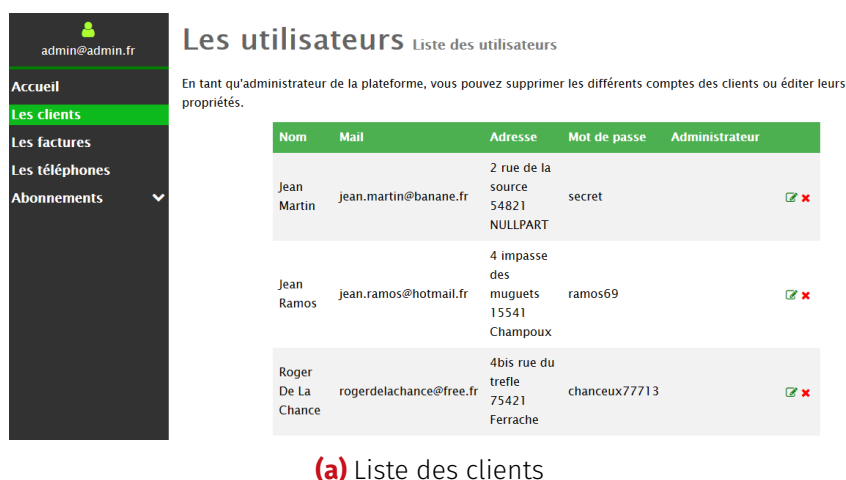 admin@admin.fr
Accueil
Les clients
Les factures
Les téléphones
Abonnements
Les utilisateurs Liste des utilisateurs
En tant qu'administrateur de la plateforme, vous pouvez supprimer les différents comptes des clients ou éditer leurs
propriétés.
Nom Mail Adresse Mot de passe Administrateur
Jean
Martin
jean.martin@banane.fr
2 rue de la
source
54821
NULLPART
secret
Jean
Ramos
jean.ramos@hotmail.fr
4 impasse
des
muguets
15541
Champoux
ramos69
Roger
De La
Chance
rogerdelachance@free.fr
4bis rue du
trefle
75421
Ferrache
chanceux77713
(a) Liste des clients